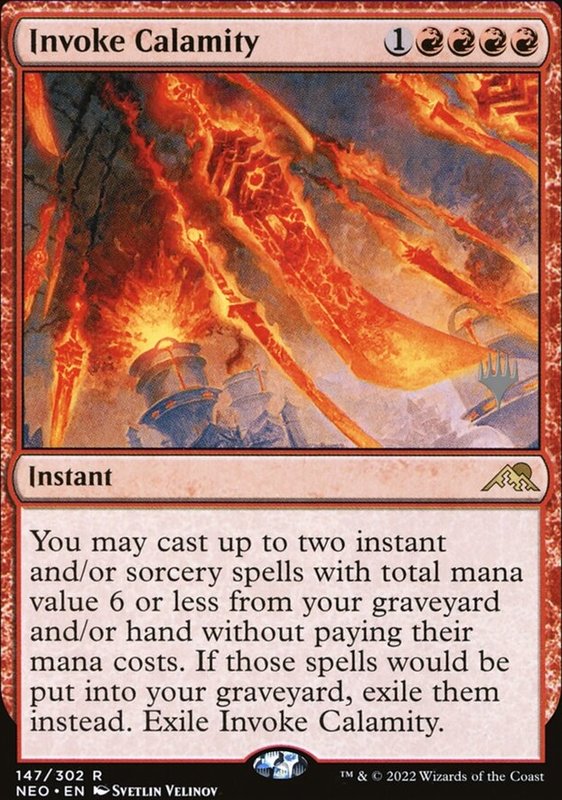 Invoke Calamity 1
Instant
You may cast up to two instant
and/or sorcery spells with total mana
value 6 or less from your graveyard
and/or hand without paying their
mana costs. If those spells would be
put into your graveyard, exile them
instead. Exile Invoke Calamity.
147/302 R
NEO • EN Svetlin Velinov
™ & © 2022 Wizards of the Coast